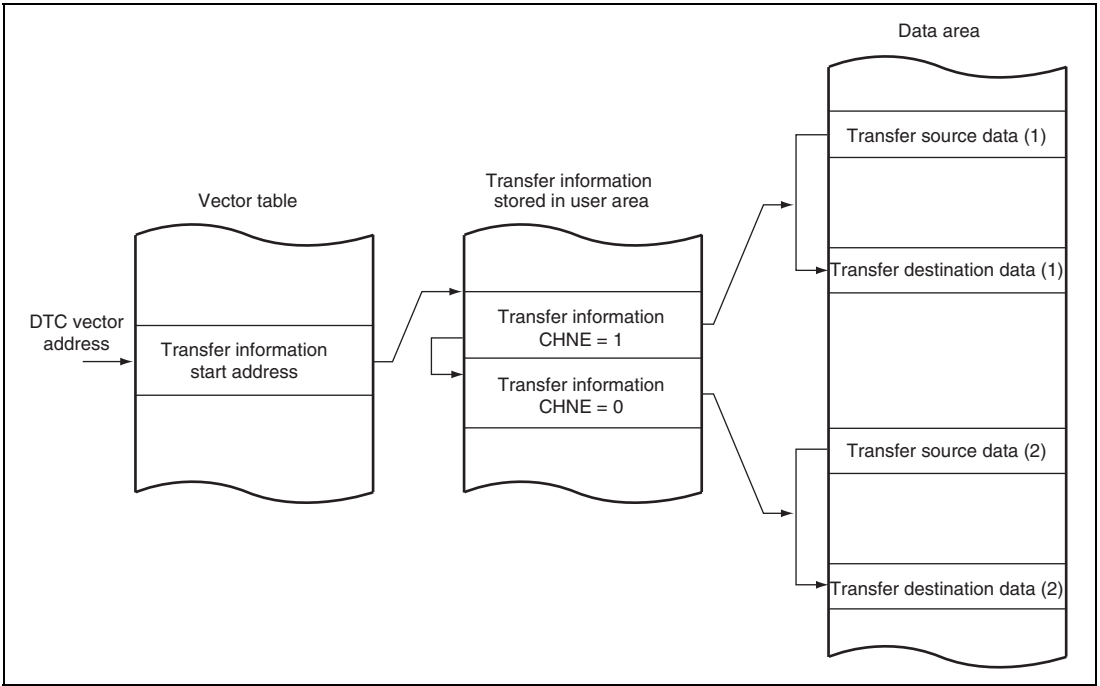 Data area
Transfer source data (1)
Transfer information
stored in user area
Vector table
Transfer destination data (1)
DTC vector
address
Transfer information
start address
Transfer information
CHNE = 1
Transfer information
CHNE = 0
Transfer source data (2)
Transfer destination data (2)